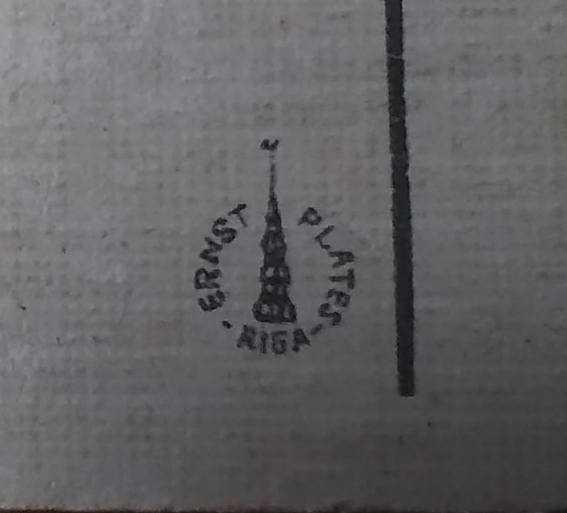 ERNST PLATES
· RIGA ·